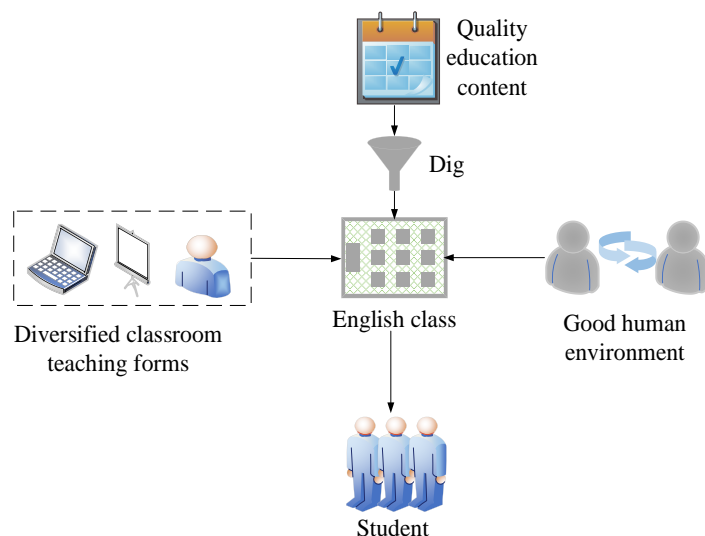 Quality
education
content
Dig
English class
Diversified classroom
teaching forms
Good human
environment
Student